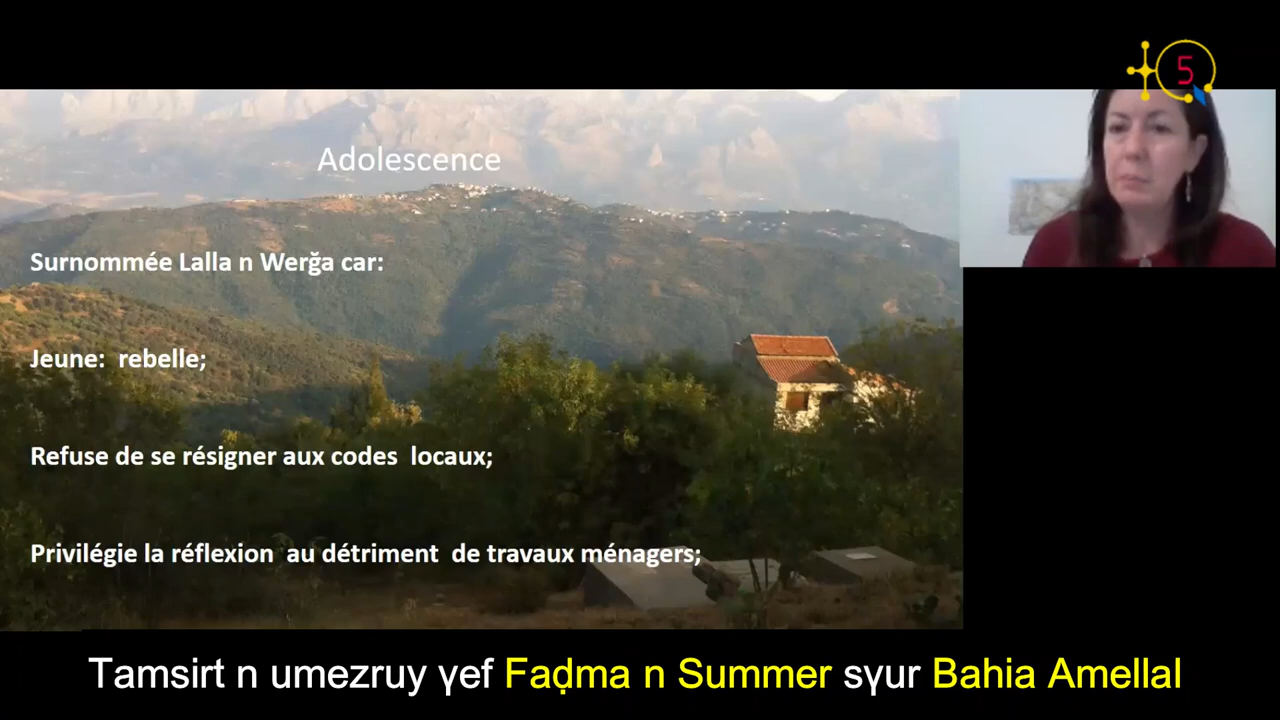 5
Adolescence
Surnommée Lalla n Werğa car:
Jeune: rebelle;
Refuse de se résigner aux codes locaux;
Privilégie la réflexion au détriment de travaux ménagers;
Tamsirt n umezruy γef Faḍma n Summer sγur Bahia Amellal